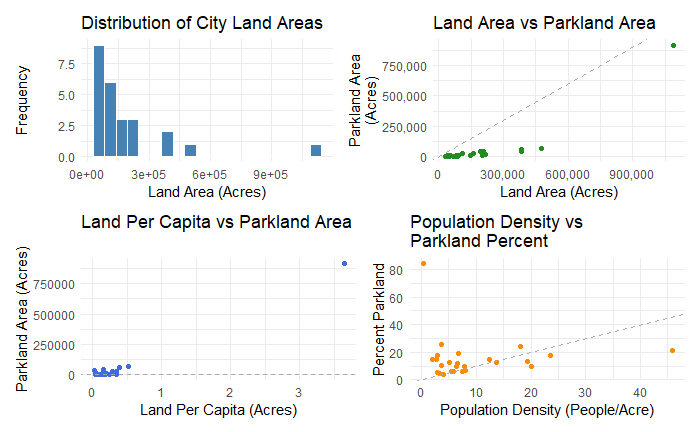 Distribution of City Land Areas
Frequency
7.5
5.0
2.5
0.0
0e+00
3e+05
6e+05
9e+05
Land Area (Acres)
Land Area vs Parkland Area
Parkland Area
(Acres)
750,000
500,000
250,000
0
0
300,000
600,000
900,000
Land Area (Acres)
Land Per Capita vs Parkland Area
Parkland Area (Acres)
750000
500000
250000
0
0
1
2
3
Land Per Capita (Acres)
Population Density vs
Parkland Percent
Percent Parkland
80
60
40
20
0
0
10
20
30
40
Population Density (People/Acre)